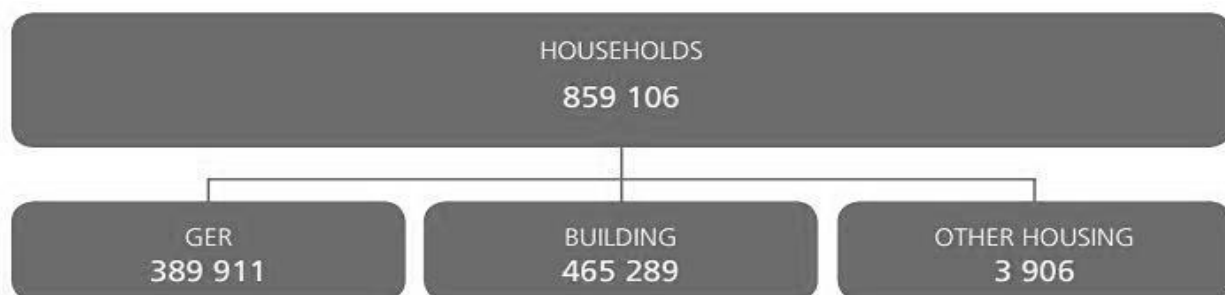 HOUSEHOLDS
859 106
GER
389 911
BUILDING
465 289
OTHER HOUSING
3 906